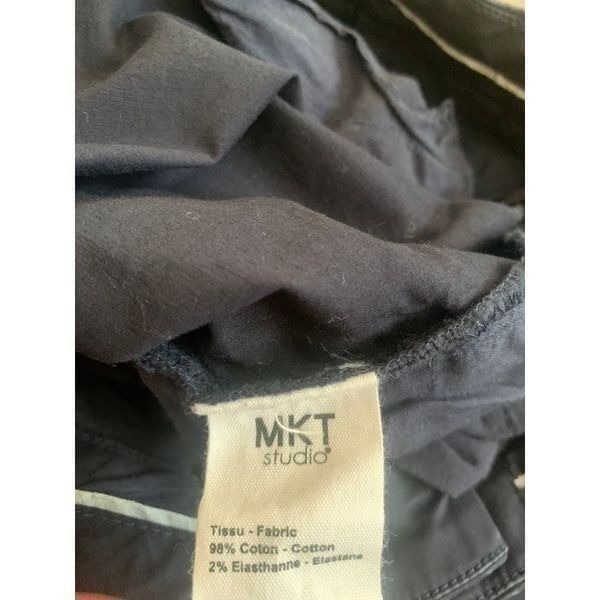 MKT
studio®
Tissu - Fabric
98% Coton - Cotton
2% Elasthanne - Elastane